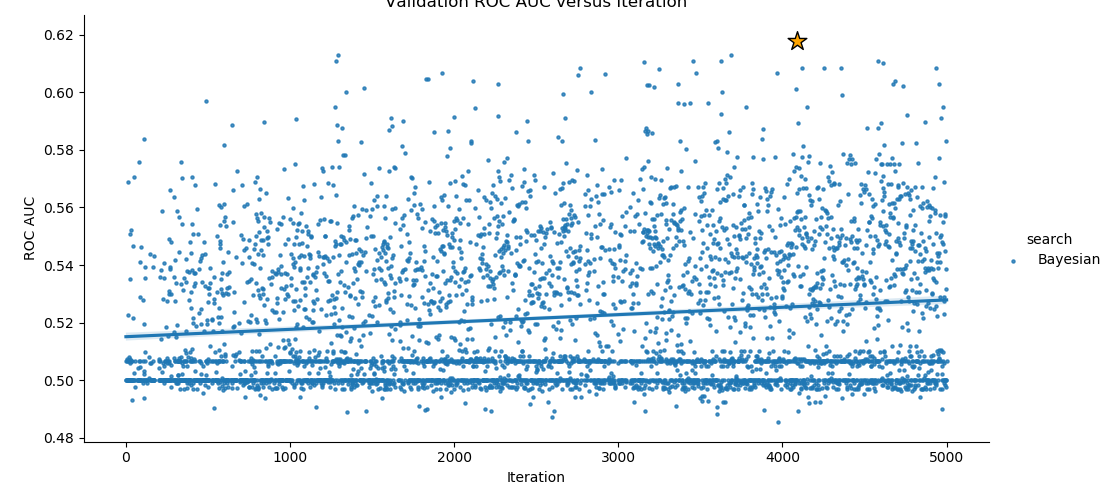 Validation ROC AUC versus Iteration
0.62
0.60
0.58
0.56
0.54
0.52
0.50
0.48
ROC AUC
0
1000
2000
3000
4000
5000
Iteration
search
Bayesian